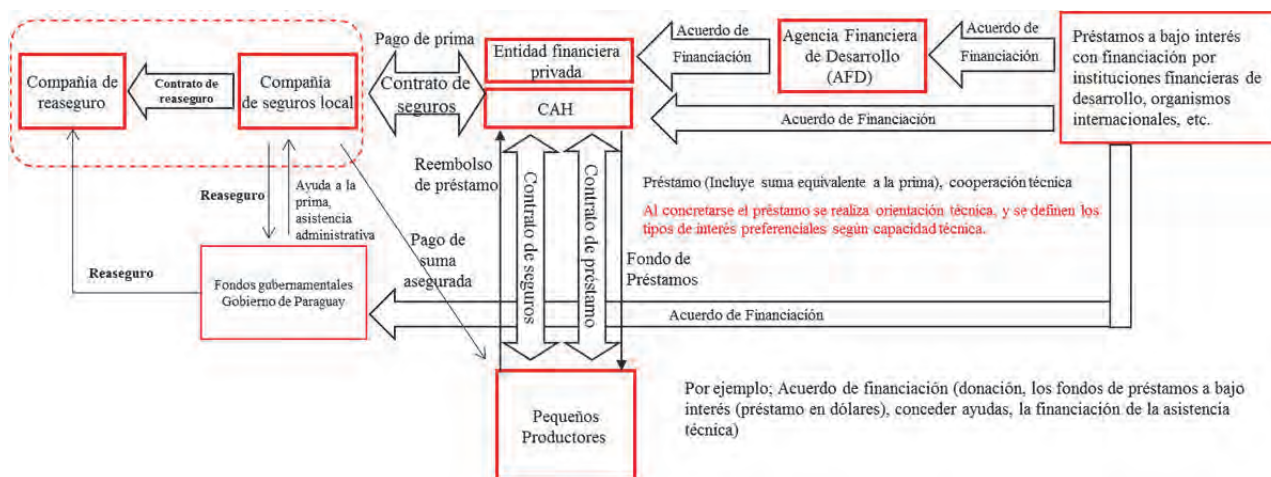 Compañía de
reaseguro
Contrato de
reaseguro
Compañía
de seguros local
Pago de prima
Contrato de
seguros
Entidad financiera
privada
CAH
Acuerdo de
Financiación
Agencia Financiera
de Desarrollo
(AFD)
Acuerdo de
Financiación
Préstamos a bajo interés
con financiación por
instituciones financieras de
desarrollo, organismos
internacionales, etc.
Acuerdo de Financiación
Reaseguro
Ayuda a la
prima,
asistencia
administrativa
Reembolso
de préstamo
Contrato de seguros
Contrato de préstamo
Préstamo (Incluye suma equivalente a la prima), cooperación técnica
Al concretarse el préstamo se realiza orientación técnica, y se definen los
tipos de interés preferenciales según capacidad técnica.
Pago de
suma
asegurada
Fondo de
Préstamos
Reaseguro
Fondos gubernamentales
Gobierno de Paraguay
Acuerdo de Financiación
Pequeños
Productores
Por ejemplo; Acuerdo de financiación (donación, los fondos de préstamos a bajo
interés (préstamo en dólares), conceder ayudas, la financiación de la asistencia
técnica)